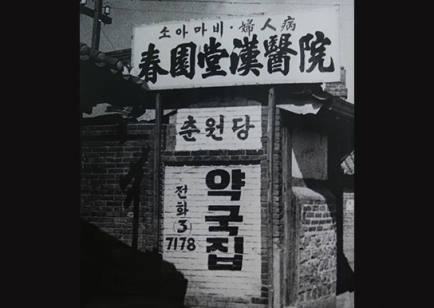 소아마비·婦人病
春園堂漢醫院
춘원당
약국집
전화
(3)
7178